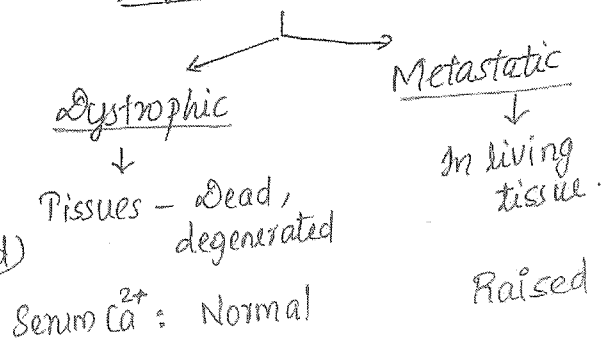 Dystrophic
Metastatic
Tissues - Dead,
degenerated
In living
tissue.
d)
Serum Ca²⁺: Normal
Raised